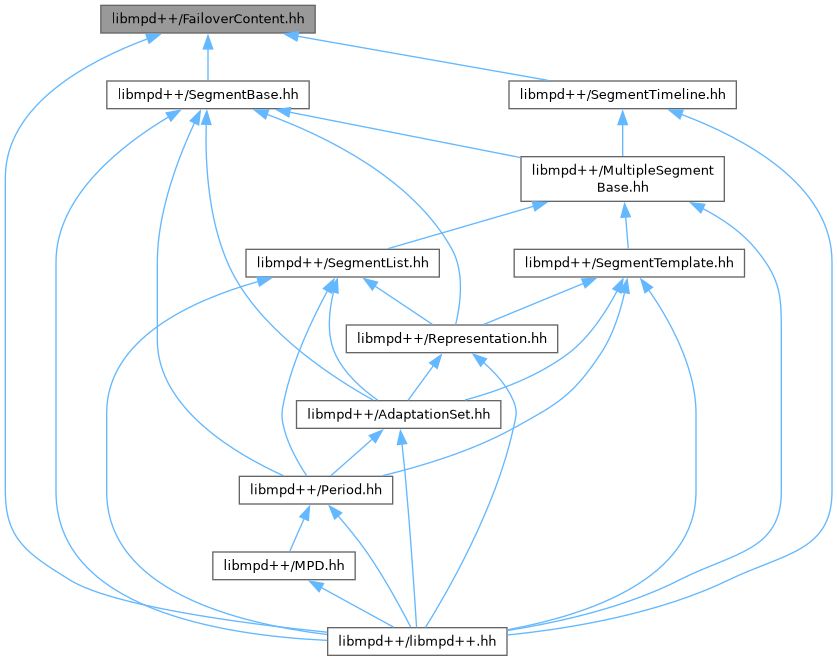 libmpd++/FailoverContent.hh
libmpd++/SegmentBase.hh
libmpd++/SegmentTimeline.hh
libmpd++/MultipleSegment
Base.hh
libmpd++/SegmentList.hh
libmpd++/SegmentTemplate.hh
libmpd++/Representation.hh
libmpd++/AdaptationSet.hh
libmpd++/Period.hh
libmpd++/MPD.hh
libmpd++/libmpd++.hh